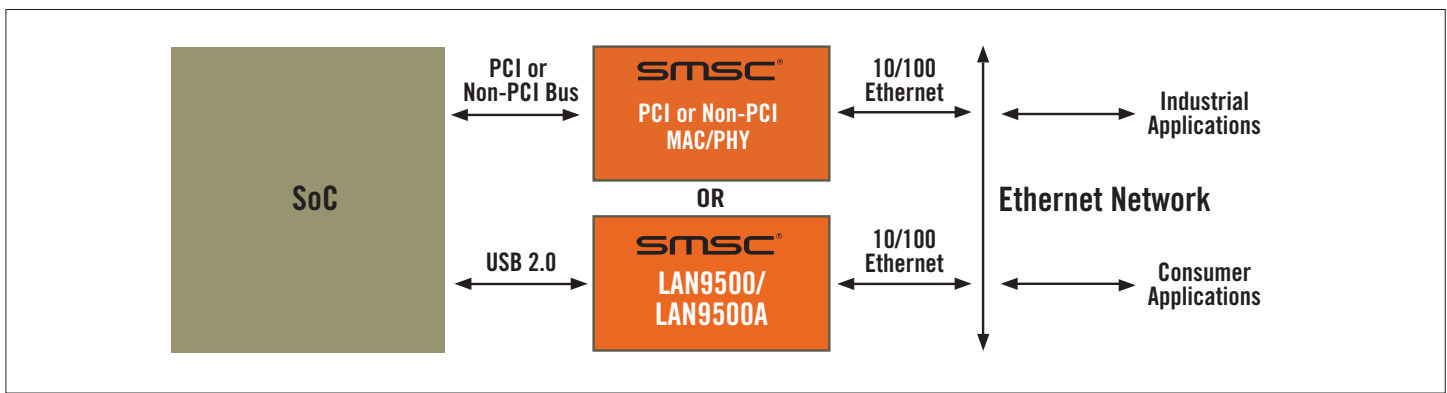 SoC
PCI or
Non-PCI Bus
SMSC®
PCI or Non-PCI
MAC/PHY
10/100
Ethernet
OR
USB 2.0
SMSC®
LAN9500/
LAN9500A
10/100
Ethernet
Ethernet Network
Industrial
Applications
Consumer
Applications